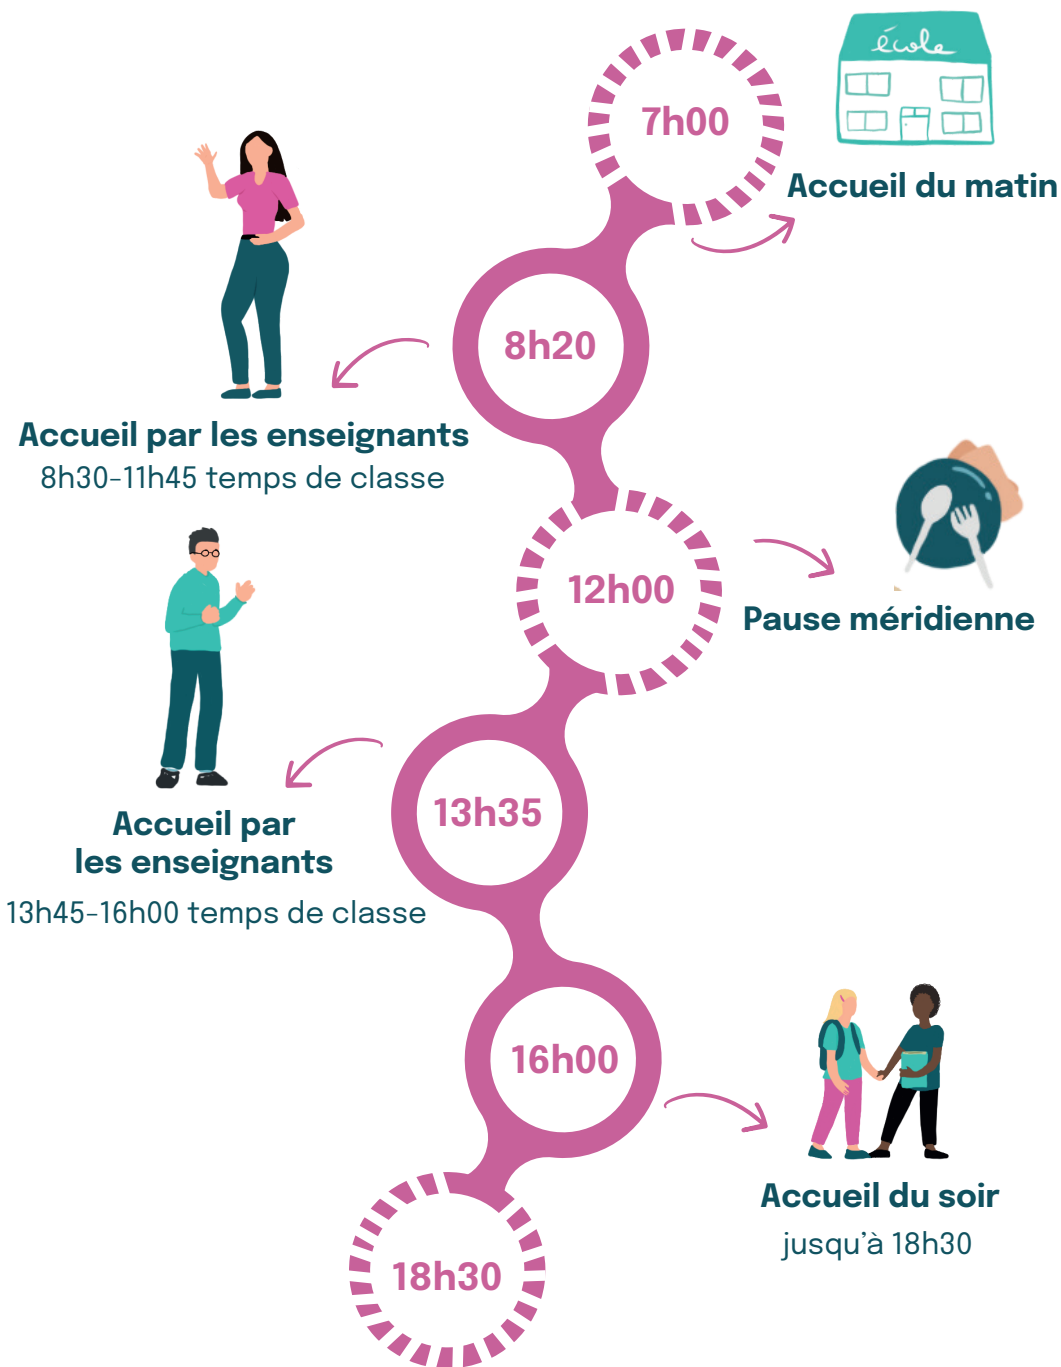 école
7h00
Accueil du matin
8h20
Accueil par les enseignants
8h30-11h45 temps de classe
12h00
Pause méridienne
13h35
Accueil par
les enseignants
13h45-16h00 temps de classe
16h00
Accueil du soir
jusqu'à 18h30
18h30